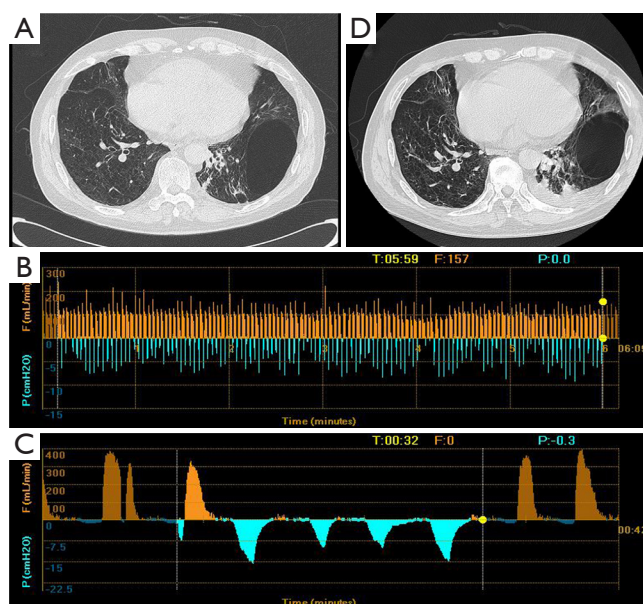 A
D
B
T:05:59 F:157 P:0.0
F (mL/min)
300
200
100
0
P (cmH2O)
0
-5
-10
-15
1 2 3 4 5 6
06:09
Time (minutes)
C
T:00:32 F:0 P:-0.3
F (mL/min)
400
300
200
100
0
P (cmH2O)
-7.5
-15
-22.5
00:42
Time (minutes)